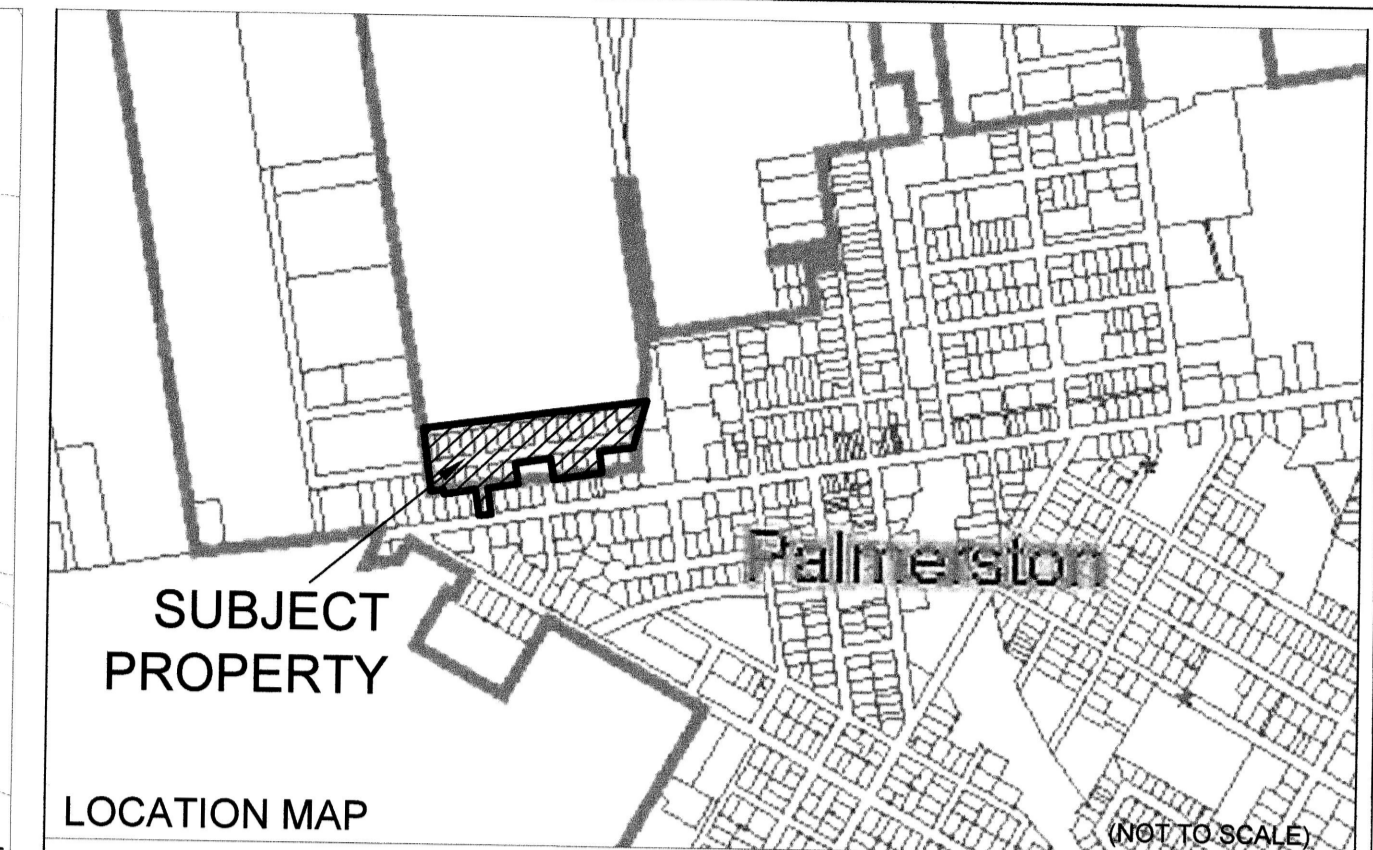 Palmerston
SUBJECT
PROPERTY
LOCATION MAP
(NOT TO SCALE)